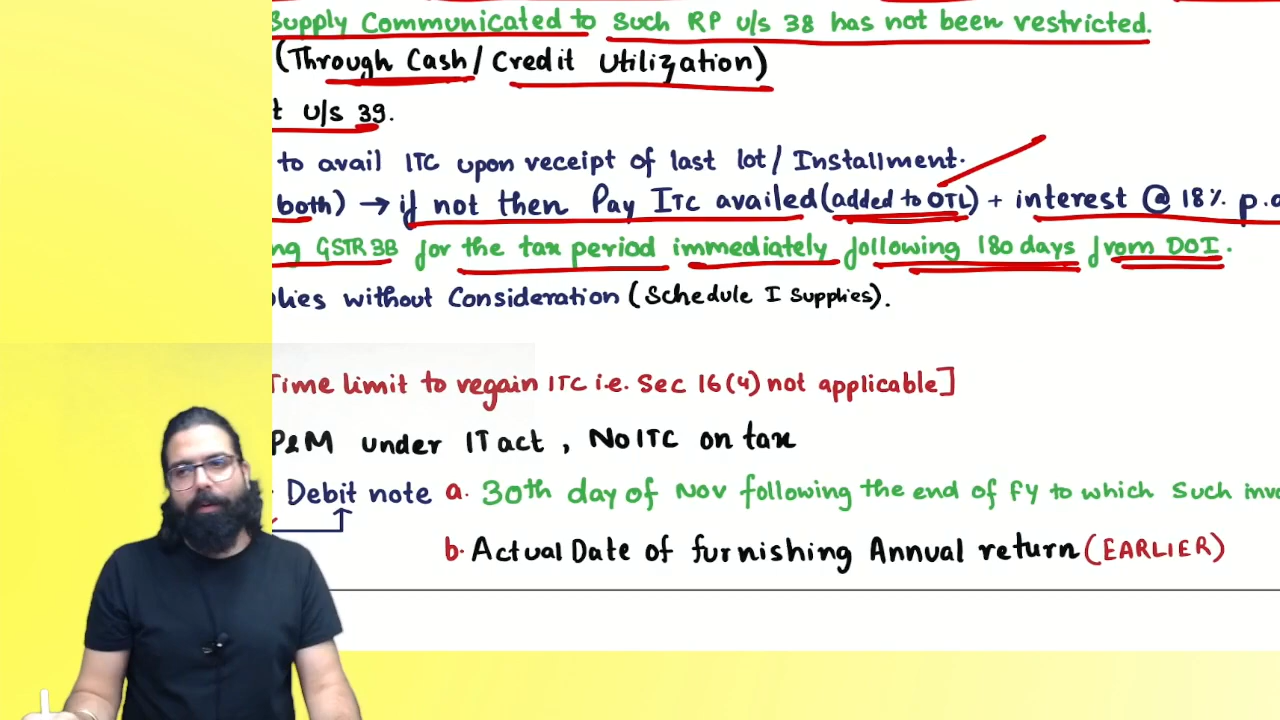 Supply Communicated to Such RP u/s 38 has not been restricted.
(Through Cash/Credit Utilization)
t u/s 39.
to avail ITC upon receipt of last lot/Installment.
both) → if not then Pay ITC availed (added to OTL) + interest @ 18% p.a
ng GSTR 3B for the tax period immediately following 180 days from DOI.
plies without Consideration (Schedule I Supplies).
Time limit to regain ITC i.e. Sec 16(4) not applicable]
P&M under IT act, No ITC on tax
Debit note a. 30th day of Nov following the end of FY to which Such invo
b. Actual Date of furnishing Annual return (EARLIER)